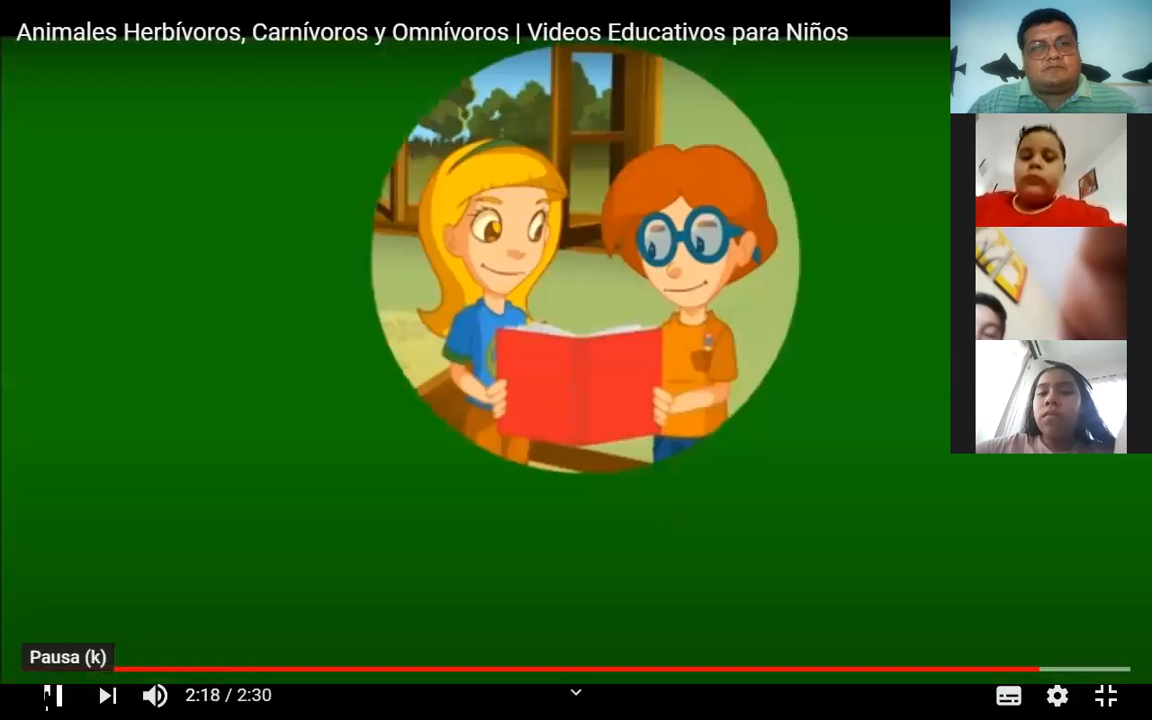 Animales Herbívoros, Carnívoros y Omnívoros | Videos Educativos para Niños
Pausa (k)
2:18 / 2:30